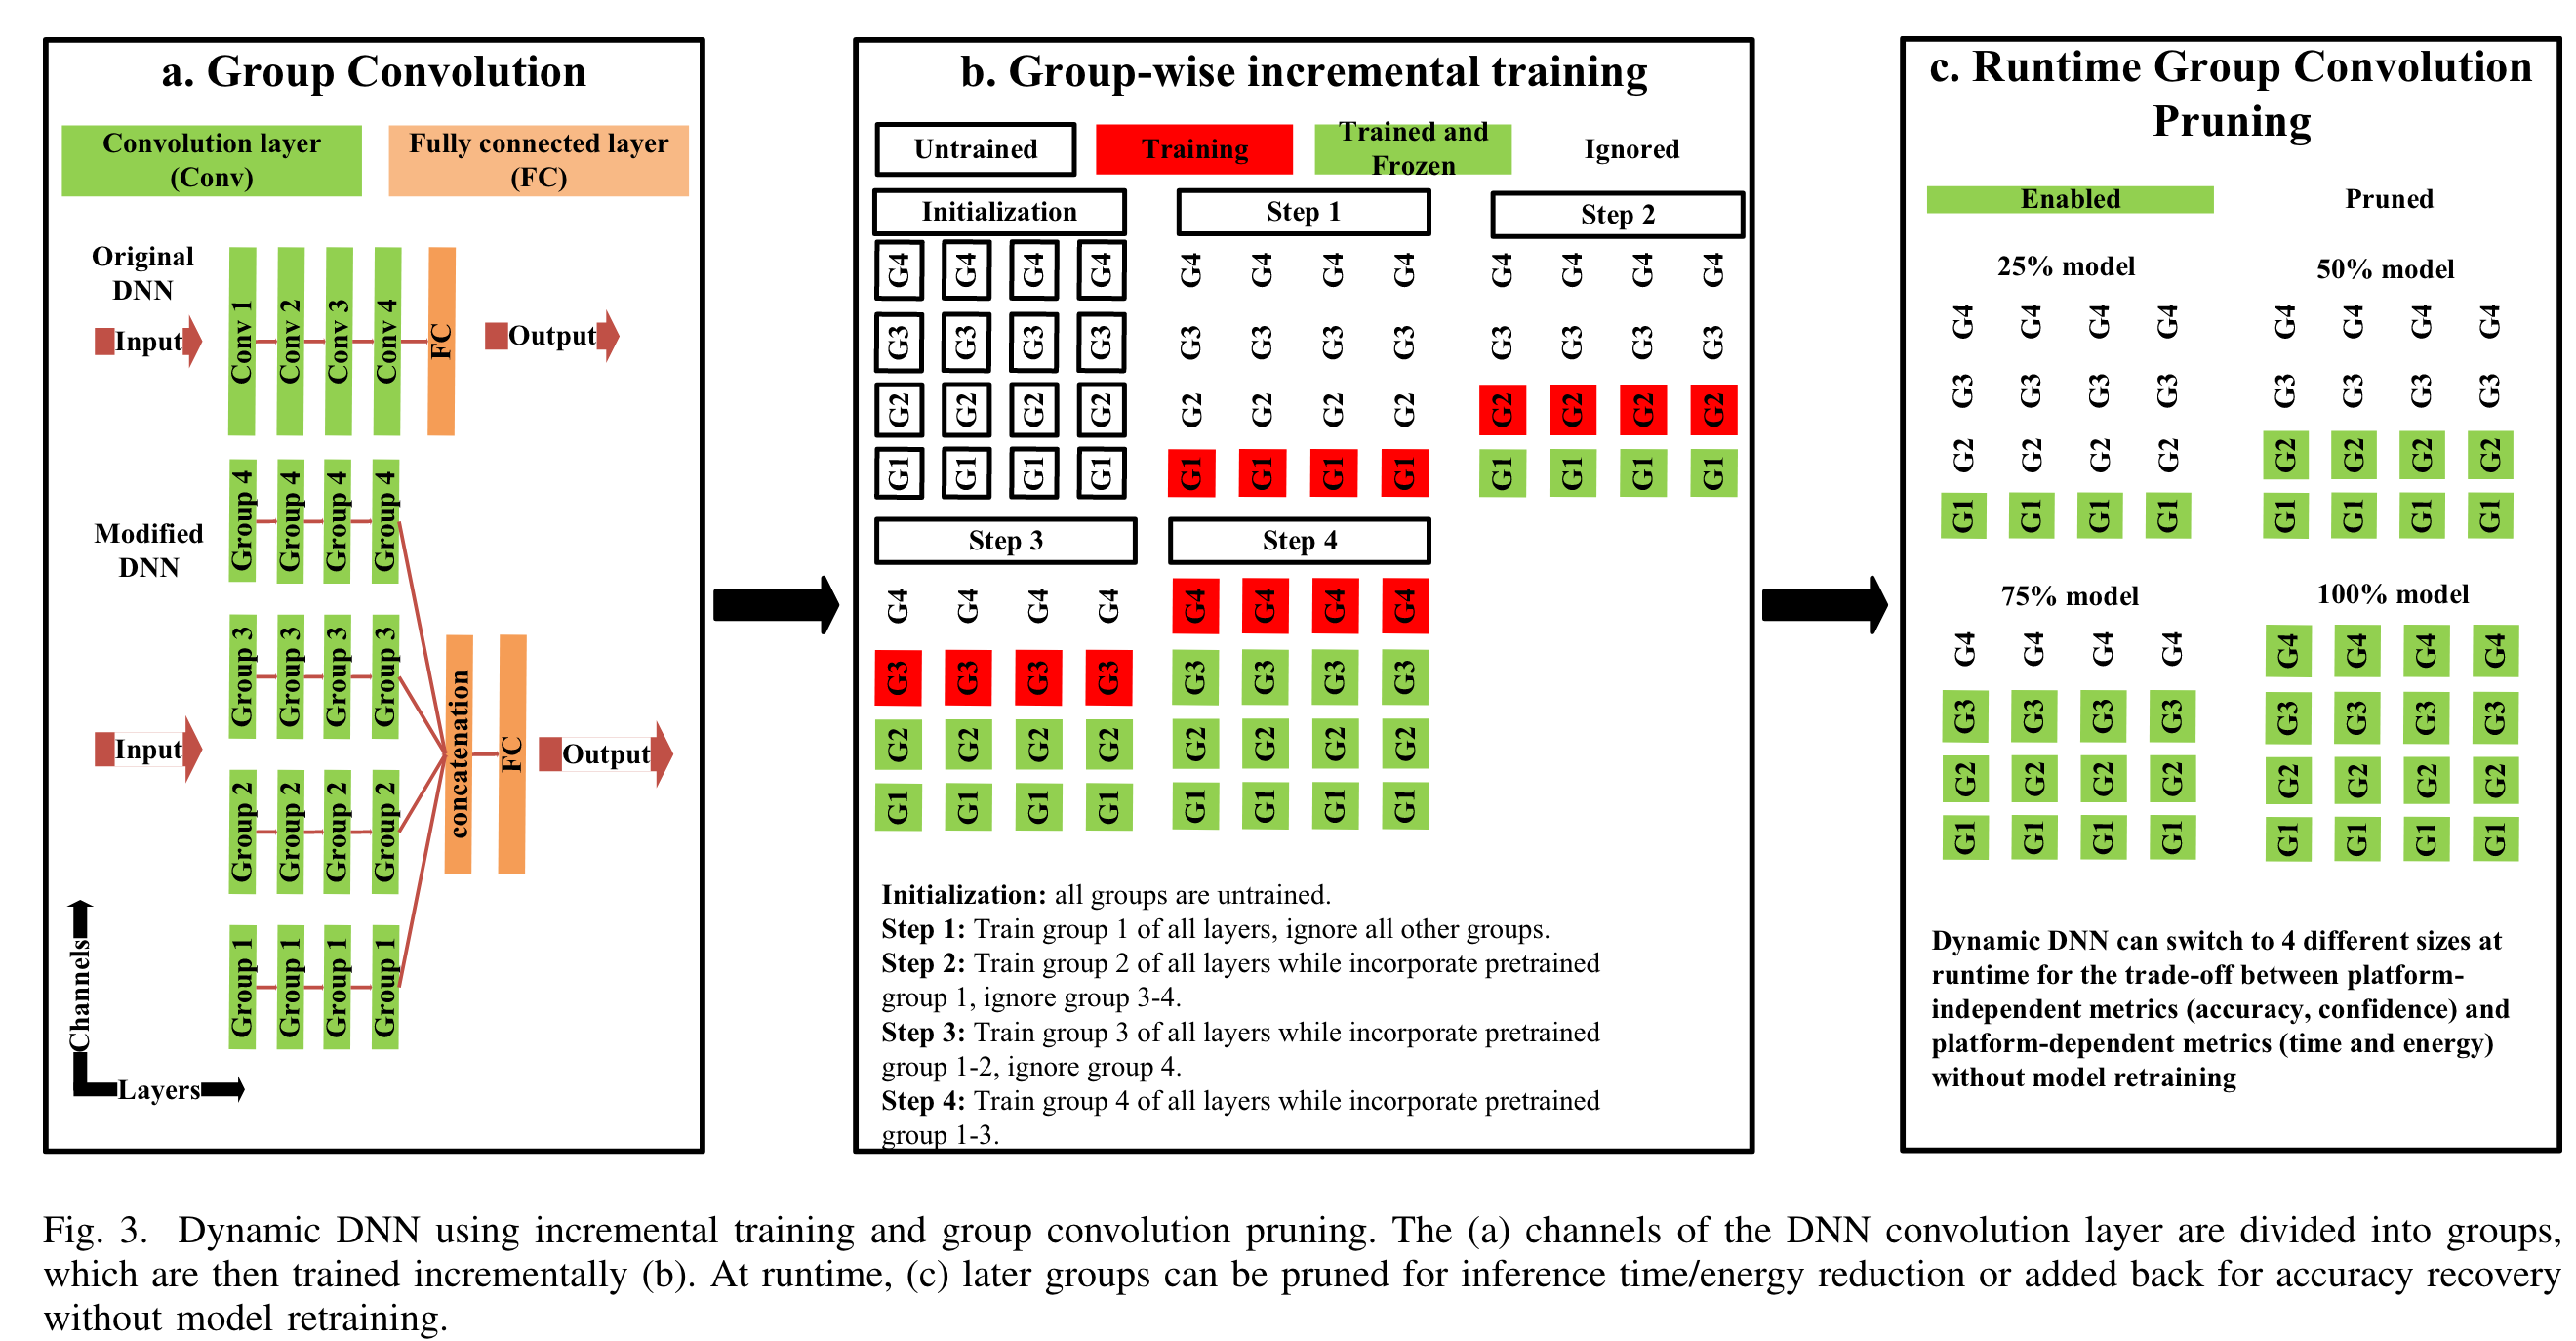 a. Group Convolution
Convolution layer
(Conv)
Fully connected layer
(FC)
Original
DNN
Input
Conv 1
Conv 2
Conv 3
Conv 4
FC
Output
Modified
DNN
Group 4 Group 4 Group 4 Group 4
Group 3 Group 3 Group 3 Group 3
Input
Group 2 Group 2 Group 2 Group 2
Group 1 Group 1 Group 1 Group 1
concatenation
FC
Output
Channels
Layers
b. Group-wise incremental training
Untrained
Training
Trained and
Frozen
Ignored
Initialization
G4 G4 G4 G4
G3 G3 G3 G3
G2 G2 G2 G2
G1 G1 G1 G1
Step 1
G4 G4 G4 G4
G3 G3 G3 G3
G2 G2 G2 G2
G1 G1 G1 G1
Step 2
G4 G4 G4 G4
G3 G3 G3 G3
G2 G2 G2 G2
G1 G1 G1 G1
Step 3
G4 G4 G4 G4
G3 G3 G3 G3
G2 G2 G2 G2
G1 G1 G1 G1
Step 4
G4 G4 G4 G4
G3 G3 G3 G3
G2 G2 G2 G2
G1 G1 G1 G1
Initialization: all groups are untrained.
Step 1: Train group 1 of all layers, ignore all other groups.
Step 2: Train group 2 of all layers while incorporate pretrained
group 1, ignore group 3-4.
Step 3: Train group 3 of all layers while incorporate pretrained
group 1-2, ignore group 4.
Step 4: Train group 4 of all layers while incorporate pretrained
group 1-3.
c. Runtime Group Convolution
Pruning
Enabled
Pruned
25% model
G4 G4 G4 G4
G3 G3 G3 G3
G2 G2 G2 G2
G1 G1 G1 G1
50% model
G4 G4 G4 G4
G3 G3 G3 G3
G2 G2 G2 G2
G1 G1 G1 G1
75% model
G4 G4 G4 G4
G3 G3 G3 G3
G2 G2 G2 G2
G1 G1 G1 G1
100% model
G4 G4 G4 G4
G3 G3 G3 G3
G2 G2 G2 G2
G1 G1 G1 G1
Dynamic DNN can switch to 4 different sizes at
runtime for the trade-off between platform-
independent metrics (accuracy, confidence) and
platform-dependent metrics (time and energy)
without model retraining
Fig. 3. Dynamic DNN using incremental training and group convolution pruning. The (a) channels of the DNN convolution layer are divided into groups,
which are then trained incrementally (b). At runtime, (c) later groups can be pruned for inference time/energy reduction or added back for accuracy recovery
without model retraining.